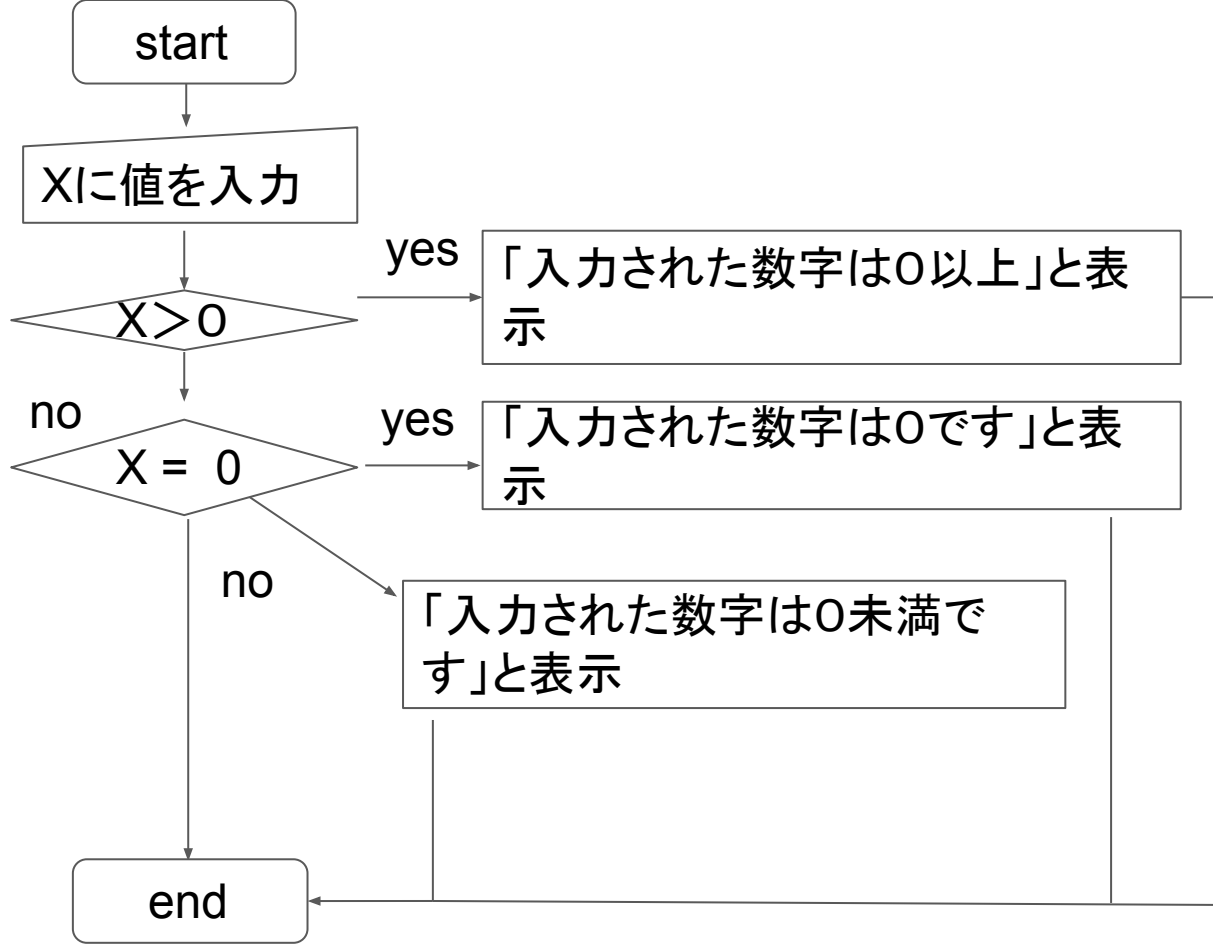 start
Xに値を入力
yes
「入力された数字は0以上」と表
示
X＞0
no
yes
「入力された数字は0です」と表
示
X = 0
no
「入力された数字は0未満で
す」と表示
end